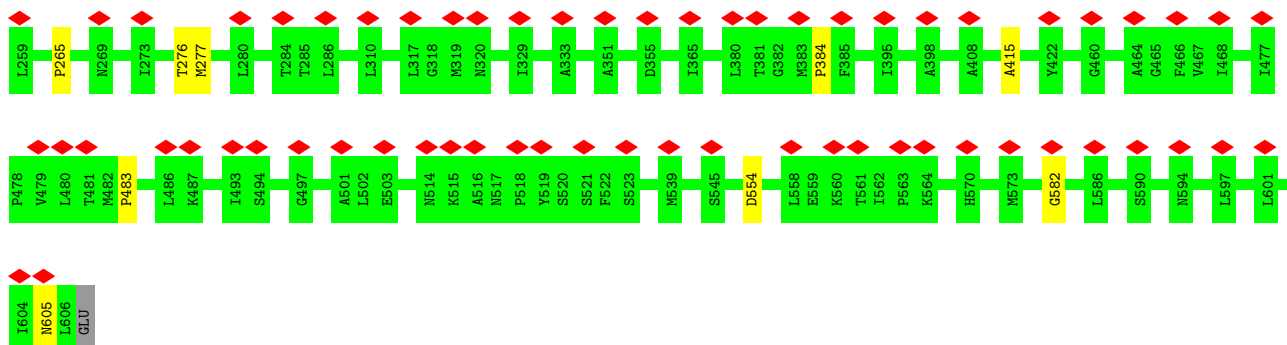 L259 P265 N269 I273 T276 M277 L280 T284 T285 L286 L310 L317 G318 M319 N320 I329 A333 A351 D355 I365 L380 T381 G382 M383 P384 F385 I395 A398 A408 A415 Y422 G460 A464 G465 F466 V467 I468 I477
P478 V479 L480 T481 M482 P483 L486 K487 I493 S494 G497 A501 L502 E503 N514 K515 A516 N517 P518 Y519 S520 S521 F522 S523 M539 S545 D554 L558 E559 K560 T561 I562 P563 K564 H570 M573 G582 L586 S590 N594 L597 L601
I604 N605 L606 GLU